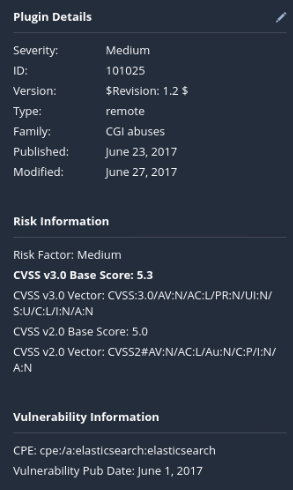 Plugin Details
Severity: Medium
ID: 101025
Version: $Revision: 1.2 $
Type: remote
Family: CGI abuses
Published: June 23, 2017
Modified: June 27, 2017
Risk Information
Risk Factor: Medium
CVSS v3.0 Base Score: 5.3
CVSS v3.0 Vector: CVSS:3.0/AV:N/AC:L/PR:N/UI:N/
S:U/C:L/I:N/A:N
CVSS v2.0 Base Score: 5.0
CVSS v2.0 Vector: CVSS2#AV:N/AC:L/Au:N/C:P/I:N/
A:N
Vulnerability Information
CPE: cpe:/a:elasticsearch:elasticsearch
Vulnerability Pub Date: June 1, 2017